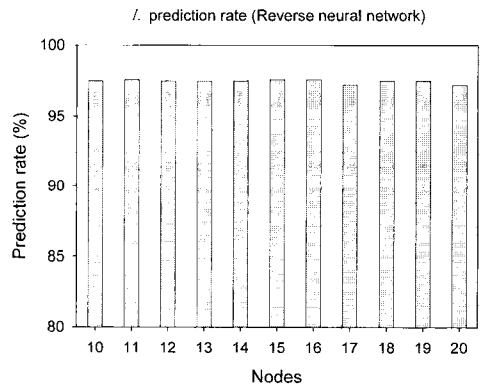 prediction rate (Reverse neural network)
100
95
90
85
80
Prediction rate (%)
10 11 12 13 14 15 16 17 18 19 20
Nodes